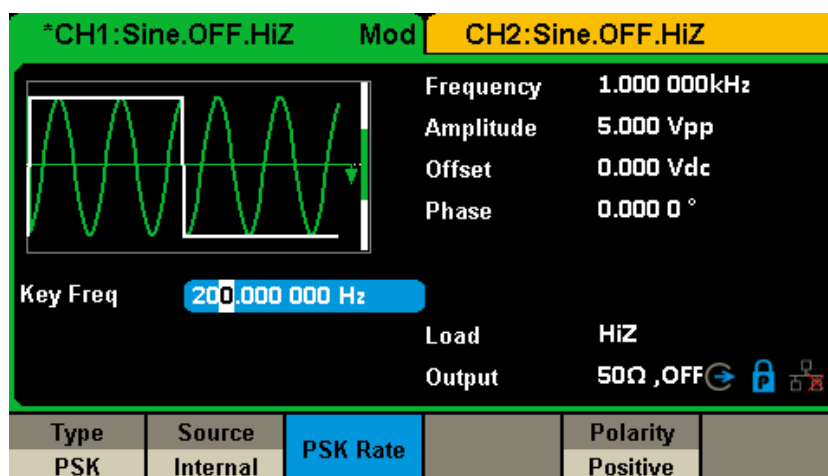 *CH1:Sine.OFF.HiZ Mod CH2:Sine.OFF.HiZ
Frequency 1.000 000kHz
Amplitude 5.000 Vpp
Offset 0.000 Vdc
Phase 0.000 0 °
Key Freq 200.000 000 Hz
Load HiZ
Output 50Ω ,OFF P
Type Source PSK Rate Polarity
PSK Internal Positive